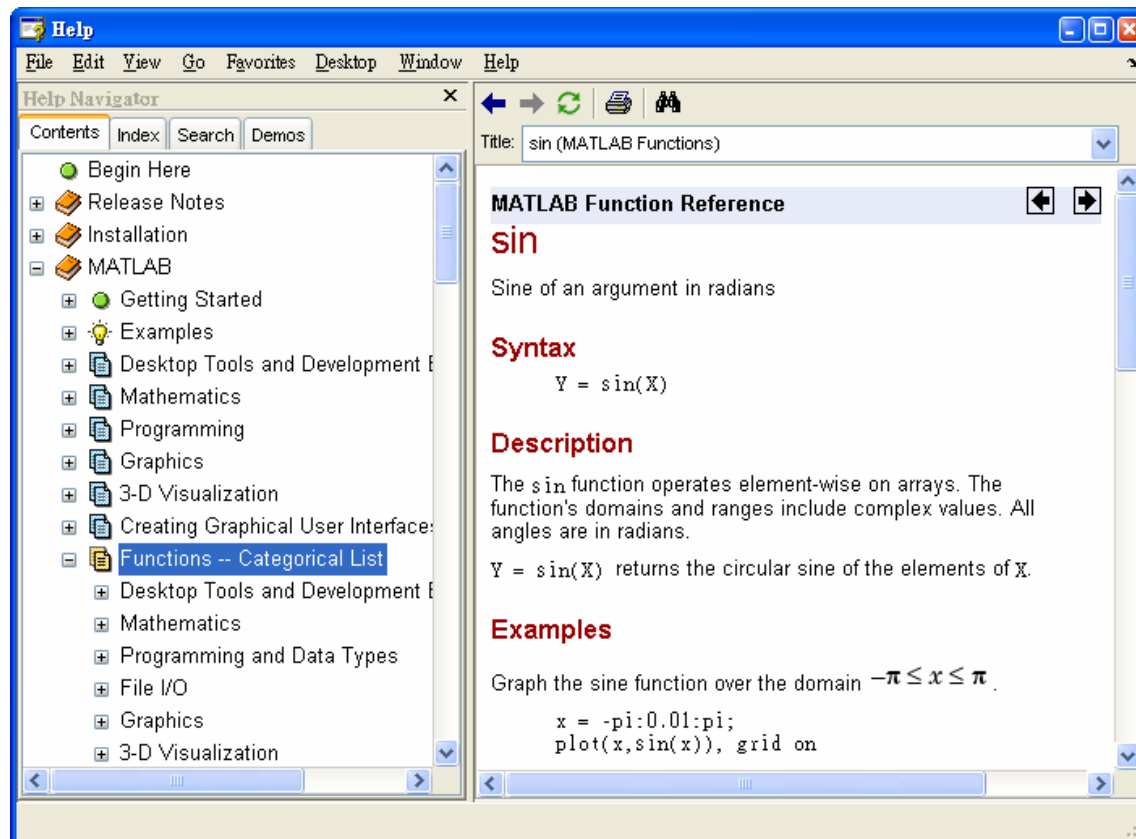 Help
File Edit View Go Favorites Desktop Window Help
Help Navigator
Contents Index Search Demos
Begin Here
Release Notes
Installation
MATLAB
Getting Started
Examples
Desktop Tools and Development E
Mathematics
Programming
Graphics
3-D Visualization
Creating Graphical User Interfaces
Functions -- Categorical List
Desktop Tools and Development E
Mathematics
Programming and Data Types
File I/O
Graphics
3-D Visualization
Title: sin (MATLAB Functions)
MATLAB Function Reference
sin
Sine of an argument in radians
Syntax
Y = sin(X)
Description
The sin function operates element-wise on arrays. The
function's domains and ranges include complex values. All
angles are in radians.
Y = sin(X) returns the circular sine of the elements of X.
Examples
Graph the sine function over the domain −π ≤ x ≤ π .
x = -pi:0.01:pi;
plot(x,sin(x)), grid on